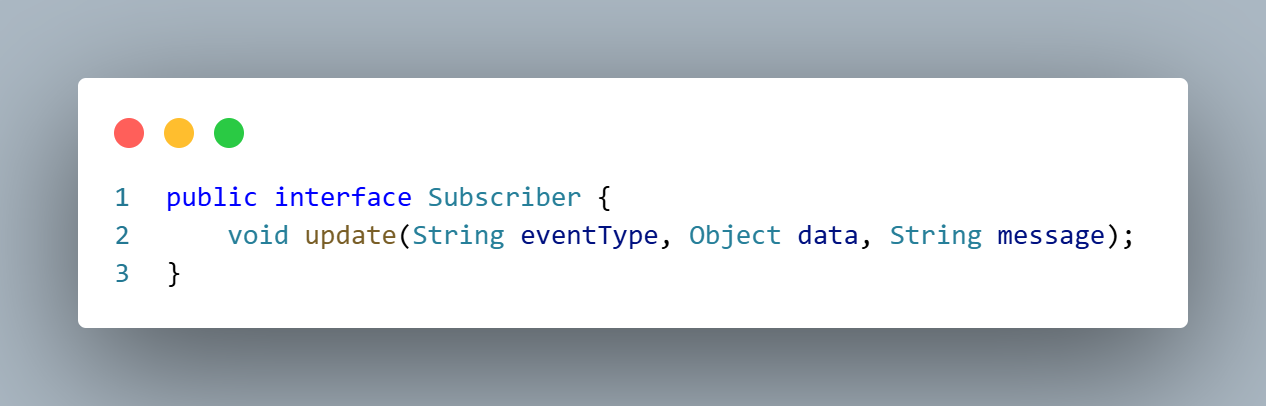 1 public interface Subscriber {
2     void update(String eventType, Object data, String message);
3 }